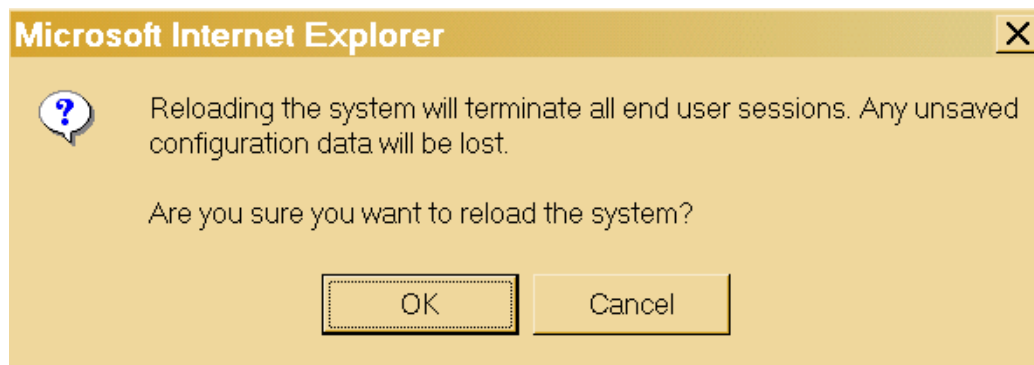 Microsoft Internet Explorer
Reloading the system will terminate all end user sessions. Any unsaved
configuration data will be lost.
Are you sure you want to reload the system?
OK
Cancel